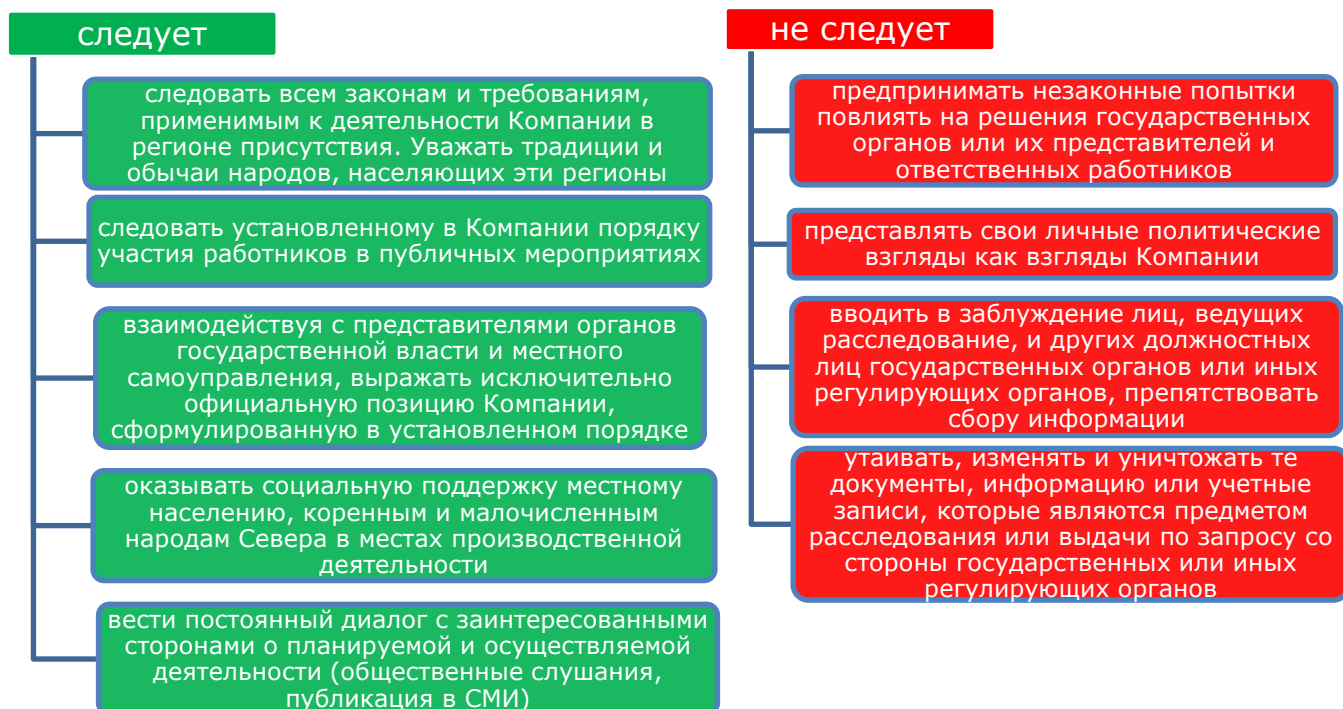 следует
следовать всем законам и требованиям,
применимым к деятельности Компании в
регионе присутствия. Уважать традиции и
обычаи народов, населяющих эти регионы
следовать установленному в Компании порядку
участия работников в публичных мероприятиях
взаимодействуя с представителями органов
государственной власти и местного
самоуправления, выражать исключительно
официальную позицию Компании,
сформулированную в установленном порядке
оказывать социальную поддержку местному
населению, коренным и малочисленным
народам Севера в местах производственной
деятельности
вести постоянный диалог с заинтересованными
сторонами о планируемой и осуществляемой
деятельности (общественные слушания,
публикация в СМИ)
не следует
предпринимать незаконные попытки
повлиять на решения государственных
органов или их представителей и
ответственных работников
представлять свои личные политические
взгляды как взгляды Компании
вводить в заблуждение лиц, ведущих
расследование, и других должностных
лиц государственных органов или иных
регулирующих органов, препятствовать
сбору информации
утаивать, изменять и уничтожать те
документы, информацию или учетные
записи, которые являются предметом
расследования или выдачи по запросу со
стороны государственных или иных
регулирующих органов